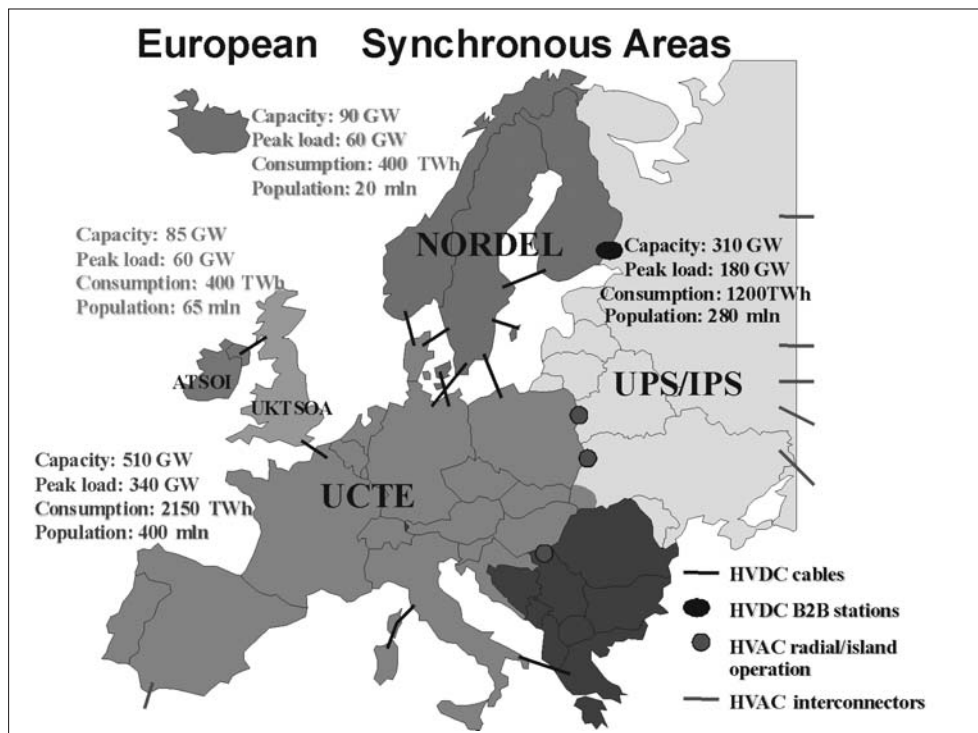 European Synchronous Areas
Capacity: 90 GW
Peak load: 60 GW
Consumption: 400 TWh
Population: 20 mln
Capacity: 85 GW
Peak load: 60 GW
Consumption: 400 TWh
Population: 65 mln
NORDEL
Capacity: 310 GW
Peak load: 180 GW
Consumption: 1200TWh
Population: 280 mln
ATSOI
UKTSOA
UPS/IPS
Capacity: 510 GW
Peak load: 340 GW
Consumption: 2150 TWh
Population: 400 mln
UCTE
HVDC cables
HVDC B2B stations
HVAC radial/island
operation
HVAC interconnectors